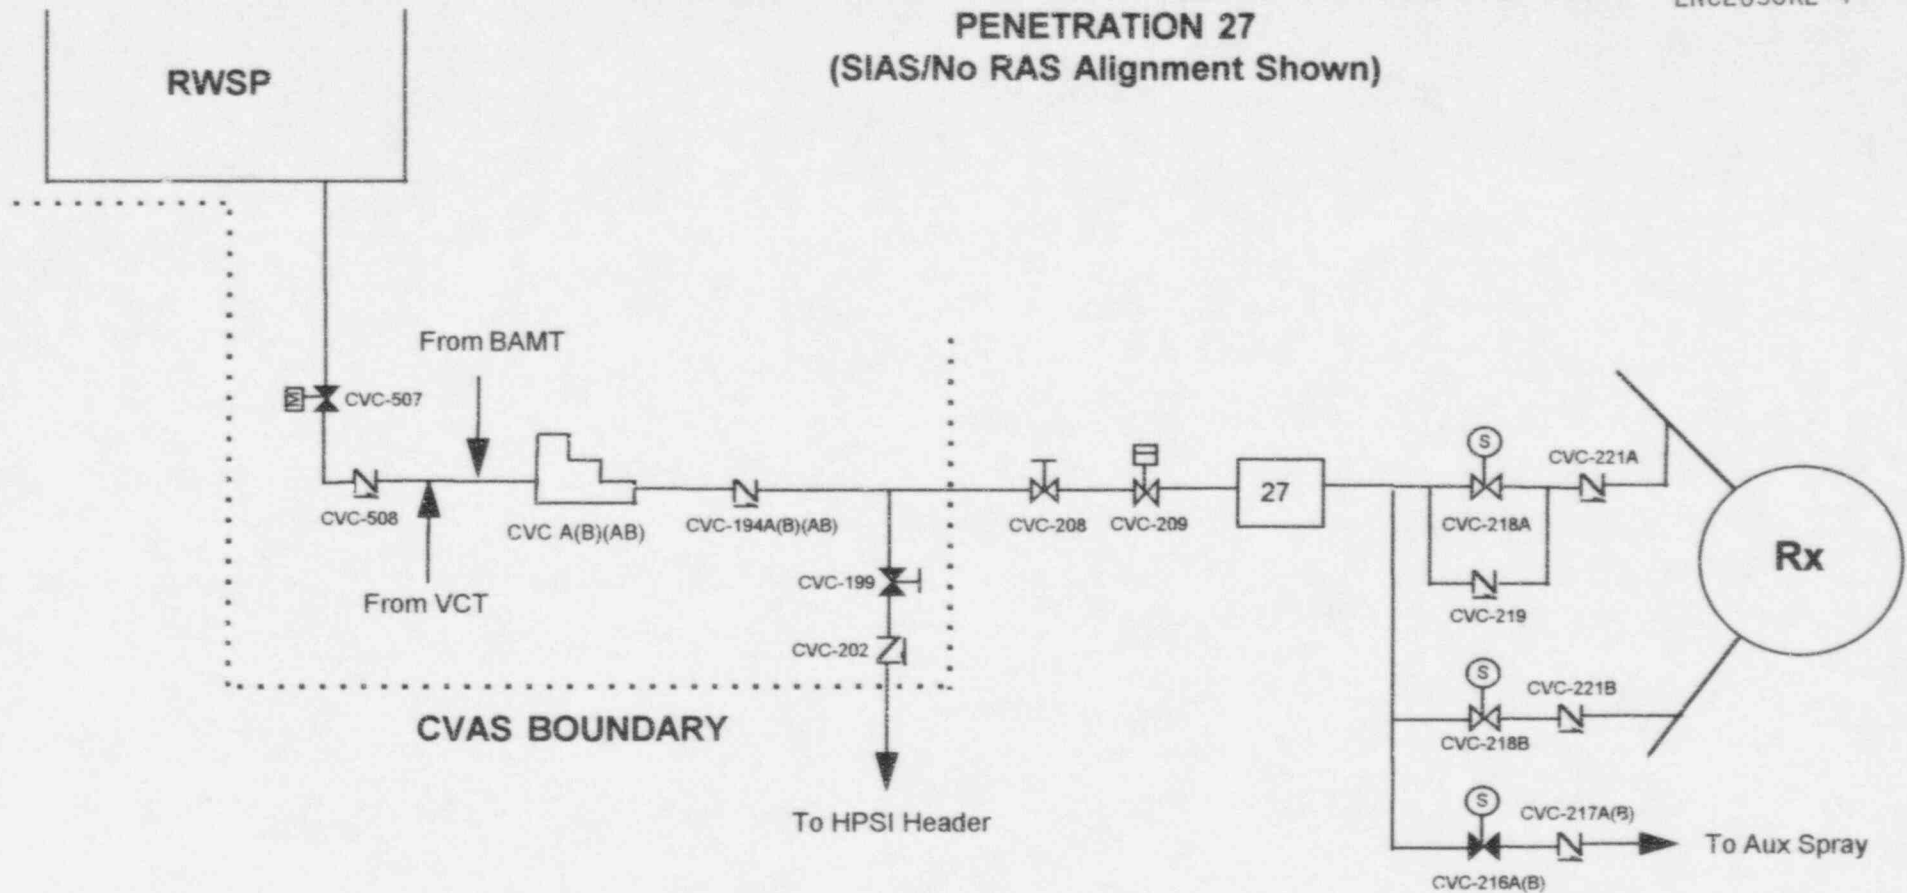 PENETRATION 27
(SIAS/No RAS Alignment Shown)
RWSP
From BAMT
M
CVC-507
CVC-508
From VCT
CVC A(B)(AB)
CVC-194A(B)(AB)
CVC-199
CVC-202
CVAS BOUNDARY
To HPSI Header
CVC-208
CVC-209
27
S
CVC-218A
CVC-221A
CVC-219
Rx
S
CVC-218B
CVC-221B
S
CVC-216A(B)
CVC-217A(B)
To Aux Spray